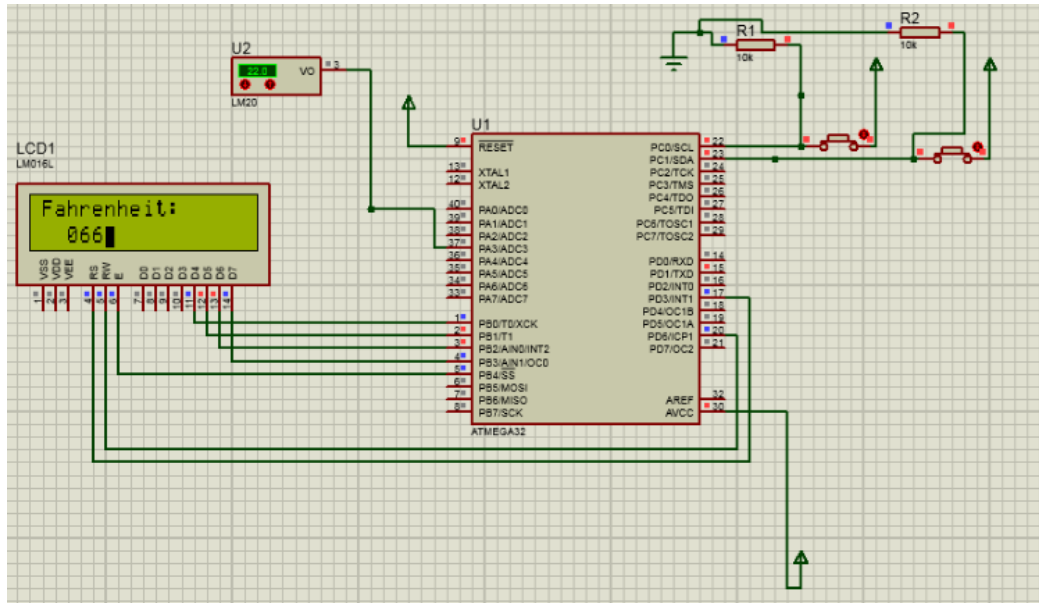 U2
22.0
VO
3
LM20
R1
10k
R2
10k
LCD1
LM016L
Fahrenheit:
066
VSS
VDD
VEE
RS
RW
E
D0
D1
D2
D3
D4
D5
D6
D7
1
2
3
4
5
6
7
8
9
10
11
12
13
14
U1
9 RESET
13 XTAL1
12 XTAL2
40 PA0/ADC0
39 PA1/ADC1
38 PA2/ADC2
37 PA3/ADC3
36 PA4/ADC4
35 PA5/ADC5
34 PA6/ADC6
33 PA7/ADC7
1 PB0/T0/XCK
2 PB1/T1
3 PB2/AIN0/INT2
4 PB3/AIN1/OC0
5 PB4/SS
6 PB5/MOSI
7 PB6/MISO
8 PB7/SCK
PC0/SCL 22
PC1/SDA 23
PC2/TCK 24
PC3/TMS 25
PC4/TDO 26
PC5/TDI 27
PC6/TOSC1 28
PC7/TOSC2 29
PD0/RXD 14
PD1/TXD 15
PD2/INT0 16
PD3/INT1 17
PD4/OC1B 18
PD5/OC1A 19
PD6/ICP1 20
PD7/OC2 21
AREF 32
AVCC 30
ATMEGA32